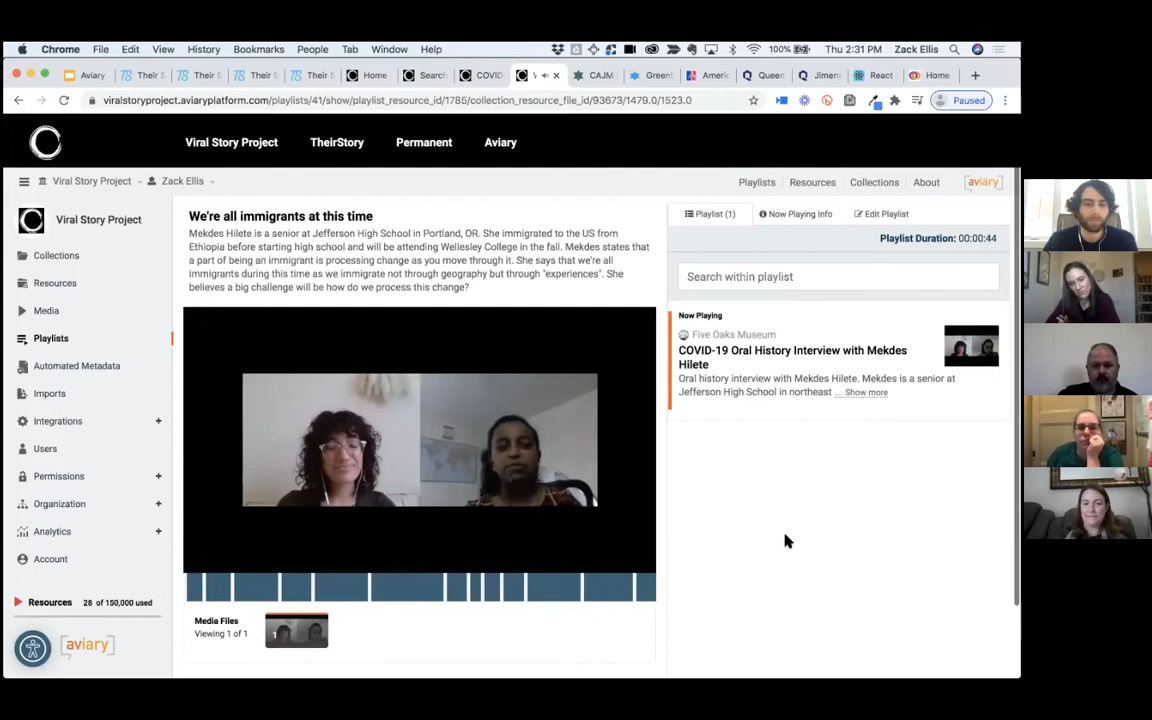 Chrome File Edit View History Bookmarks People Tab Window Help 100% Thu 2:31 PM Zack Ellis
Aviary Their S Their S Their S Their S Home Search COVID CAJM Greent Americ Queen Jimene React Home
viralstoryproject.aviaryplatform.com/playlists/41/show/playlist_resource_id/1785/collection_resource_file_id/93673/1479.0/1523.0 Paused
Viral Story Project TheirStory Permanent Aviary
Viral Story Project Zack Ellis Playlists Resources Collections About aviary
Viral Story Project
Collections
Resources
Media
Playlists
Automated Metadata
Imports
Integrations +
Users
Permissions +
Organization +
Analytics +
Account
Resources 28 of 150,000 used
aviary
We're all immigrants at this time
Mekdes Hilete is a senior at Jefferson High School in Portland, OR. She immigrated to the US from
Ethiopia before starting high school and will be attending Wellesley College in the fall. Mekdes states that
a part of being an immigrant is processing change as you move through it. She says that we're all
immigrants during this time as we immigrate not through geography but through "experiences". She
believes a big challenge will be how do we process this change?
Media Files
Viewing 1 of 1
1
Playlist (1) Now Playing Info Edit Playlist
Playlist Duration: 00:00:44
Search within playlist
Now Playing
Five Oaks Museum
COVID-19 Oral History Interview with Mekdes
Hilete
Oral history interview with Mekdes Hilete. Mekdes is a senior at
Jefferson High School in northeast ... Show more